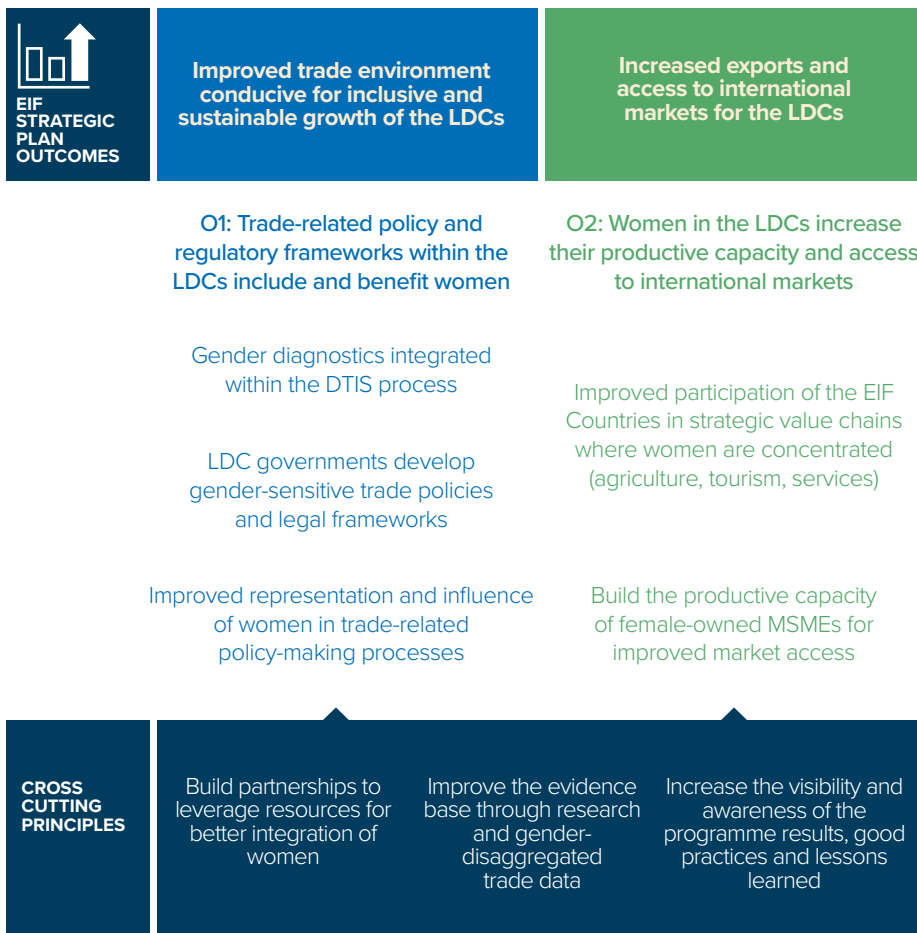 EIF
STRATEGIC
PLAN
OUTCOMES
Improved trade environment
conducive for inclusive and
sustainable growth of the LDCs
Increased exports and
access to international
markets for the LDCs
O1: Trade-related policy and
regulatory frameworks within the
LDCs include and benefit women
Gender diagnostics integrated
within the DTIS process
LDC governments develop
gender-sensitive trade policies
and legal frameworks
Improved representation and influence
of women in trade-related
policy-making processes
O2: Women in the LDCs increase
their productive capacity and access
to international markets
Improved participation of the EIF
Countries in strategic value chains
where women are concentrated
(agriculture, tourism, services)
Build the productive capacity
of female-owned MSMEs for
improved market access
CROSS
CUTTING
PRINCIPLES
Build partnerships to
leverage resources for
better integration of
women
Improve the evidence
base through research
and gender-
disaggregated
trade data
Increase the visibility and
awareness of the
programme results, good
practices and lessons
learned